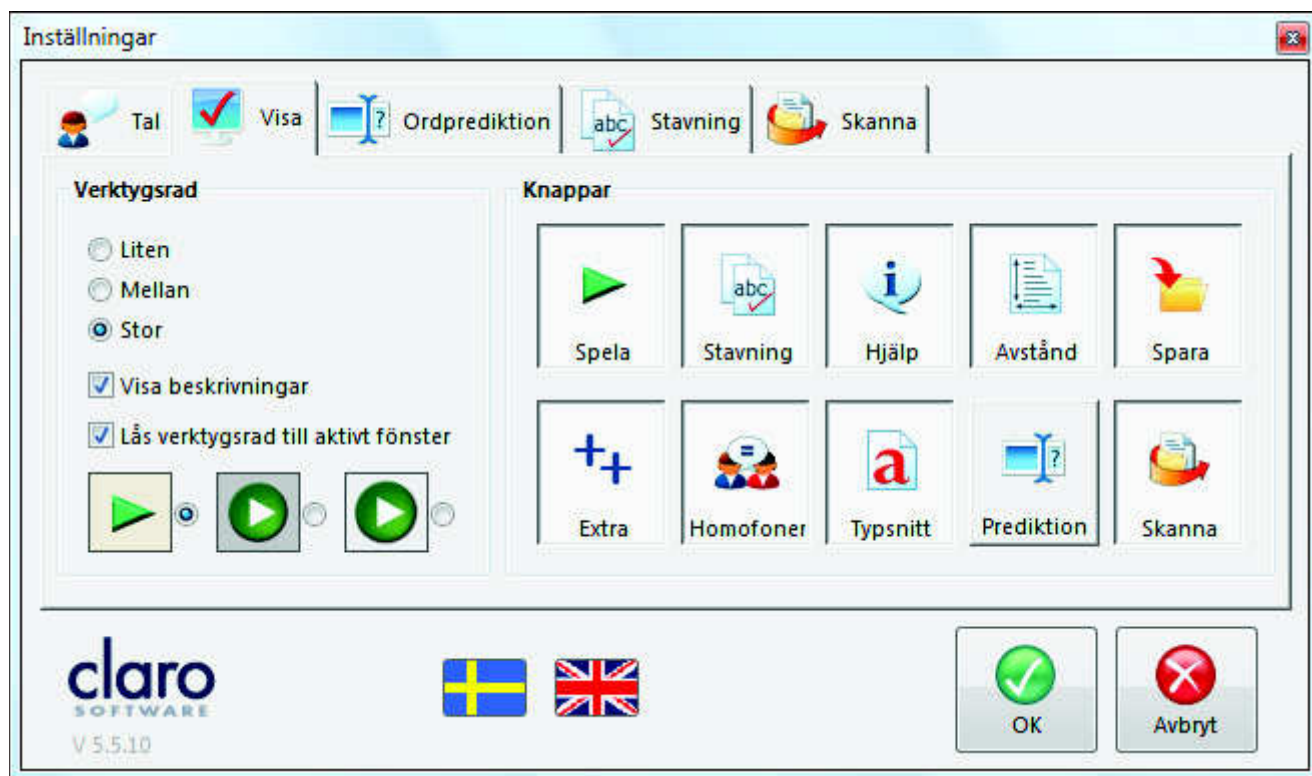 Inställningar
Tal Visa Ordprediktion Stavning Skanna
Verktygsrad
Liten
Mellan
Stor
Visa beskrivningar
Lås verktygsrad till aktivt fönster
Knappar
Spela Stavning Hjälp Avstånd Spara
Extra Homofoner Typsnitt Prediktion Skanna
claro
SOFTWARE
V 5.5.10
OK Avbryt